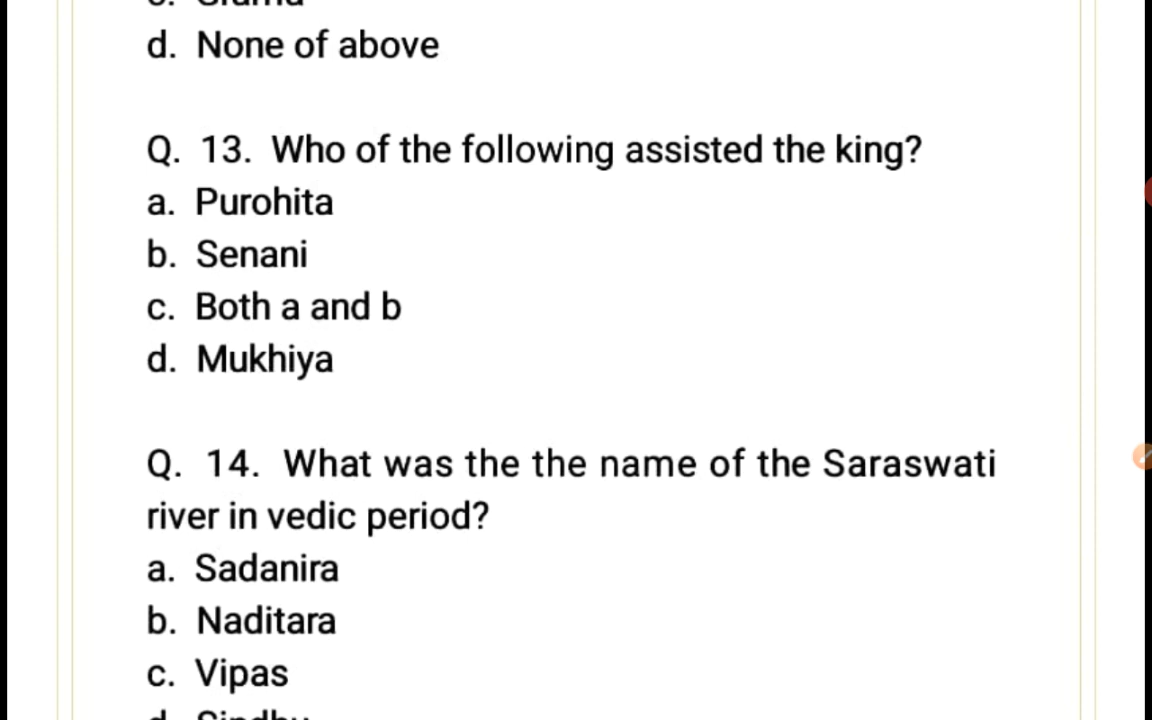 d. None of above
Q. 13. Who of the following assisted the king?
a. Purohita
b. Senani
c. Both a and b
d. Mukhiya
Q. 14. What was the the name of the Saraswati
river in vedic period?
a. Sadanira
b. Naditara
c. Vipas